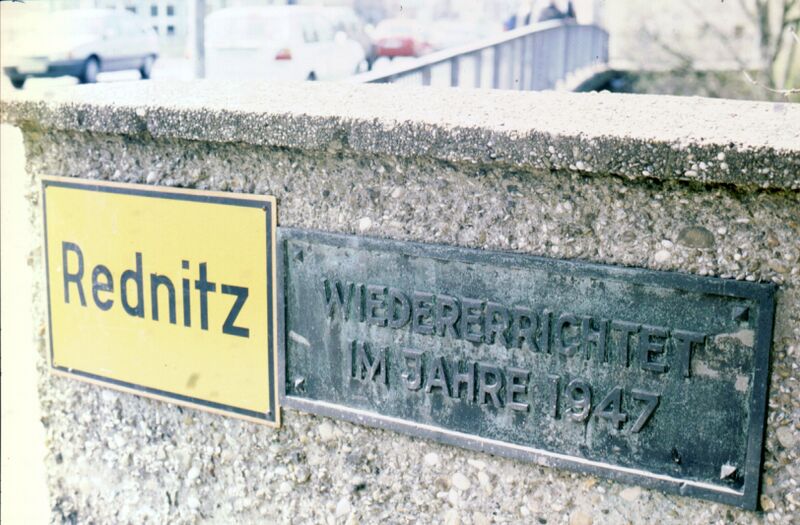 Rednitz
WIEDERERRICHTET
IM JAHRE 1947